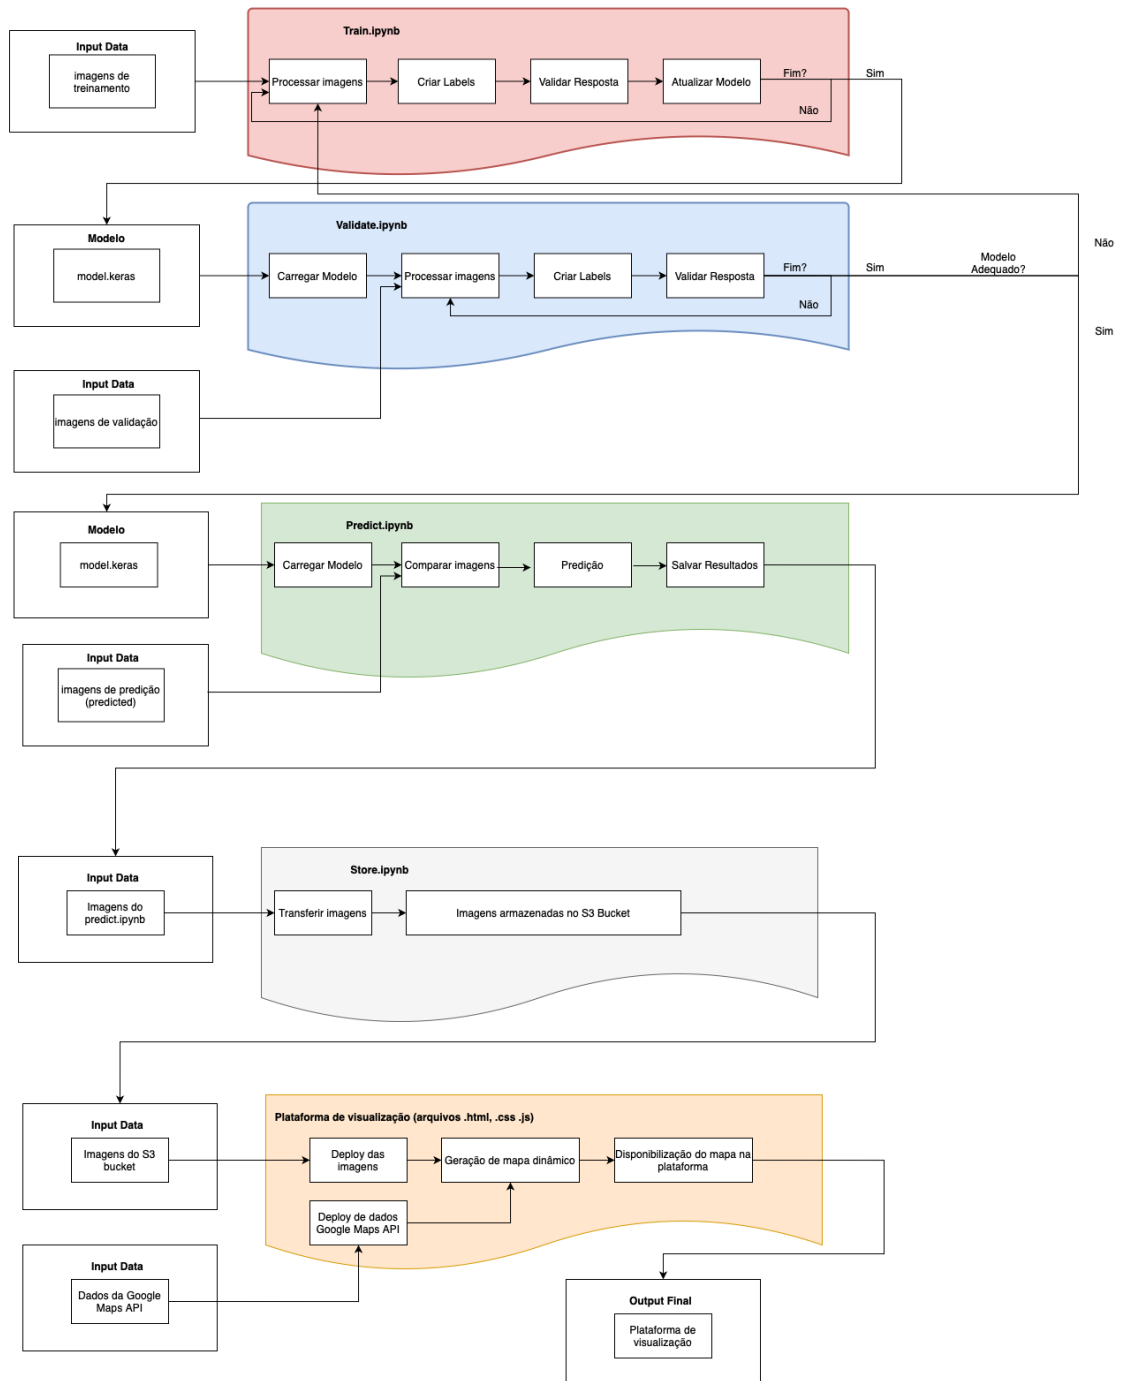 Train.ipynb
Input Data
imagens de
treinamento
Processar imagens
Criar Labels
Validar Resposta
Atualizar Modelo
Fim?
Sim
Não
Validate.ipynb
Modelo
model.keras
Carregar Modelo
Processar imagens
Criar Labels
Validar Resposta
Fim?
Sim
Não
Modelo
Adequado?
Não
Sim
Input Data
imagens de validação
Predict.ipynb
Modelo
model.keras
Carregar Modelo
Comparar imagens
Predição
Salvar Resultados
Input Data
imagens de predição
(predicted)
Store.ipynb
Input Data
Imagens do
predict.ipynb
Transferir imagens
Imagens armazenadas no S3 Bucket
Plataforma de visualização (arquivos .html, .css .js)
Input Data
Imagens do S3
bucket
Deploy das
imagens
Geração de mapa dinâmico
Disponibilização do mapa na
plataforma
Deploy de dados
Google Maps API
Input Data
Dados da Google
Maps API
Output Final
Plataforma de
visualização